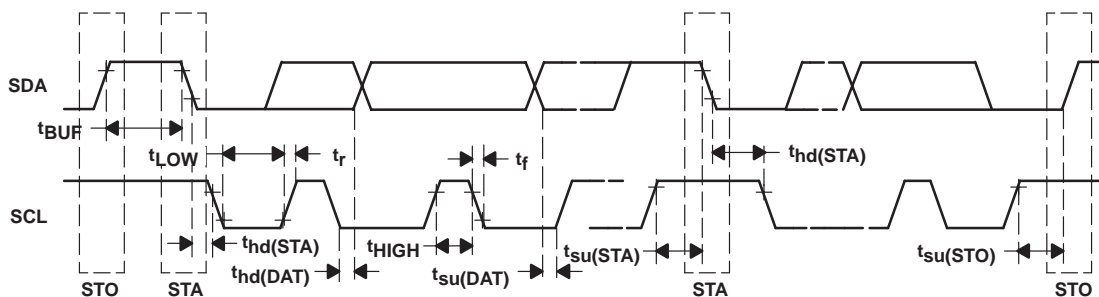 SDA
tBUF
tLOW
tr
tf
thd(STA)
SCL
thd(STA)
tHIGH
tsu(STA)
tsu(STO)
thd(DAT)
tsu(DAT)
STO
STA
STA
STO